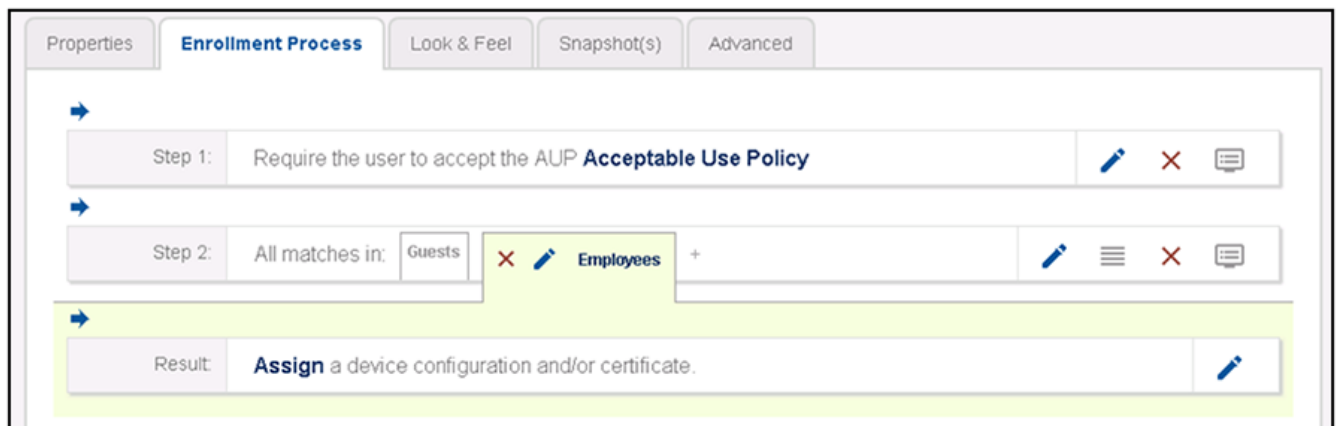 Properties Enrollment Process Look & Feel Snapshot(s) Advanced
Step 1: Require the user to accept the AUP Acceptable Use Policy
Step 2: All matches in: Guests Employees +
Result: Assign a device configuration and/or certificate.